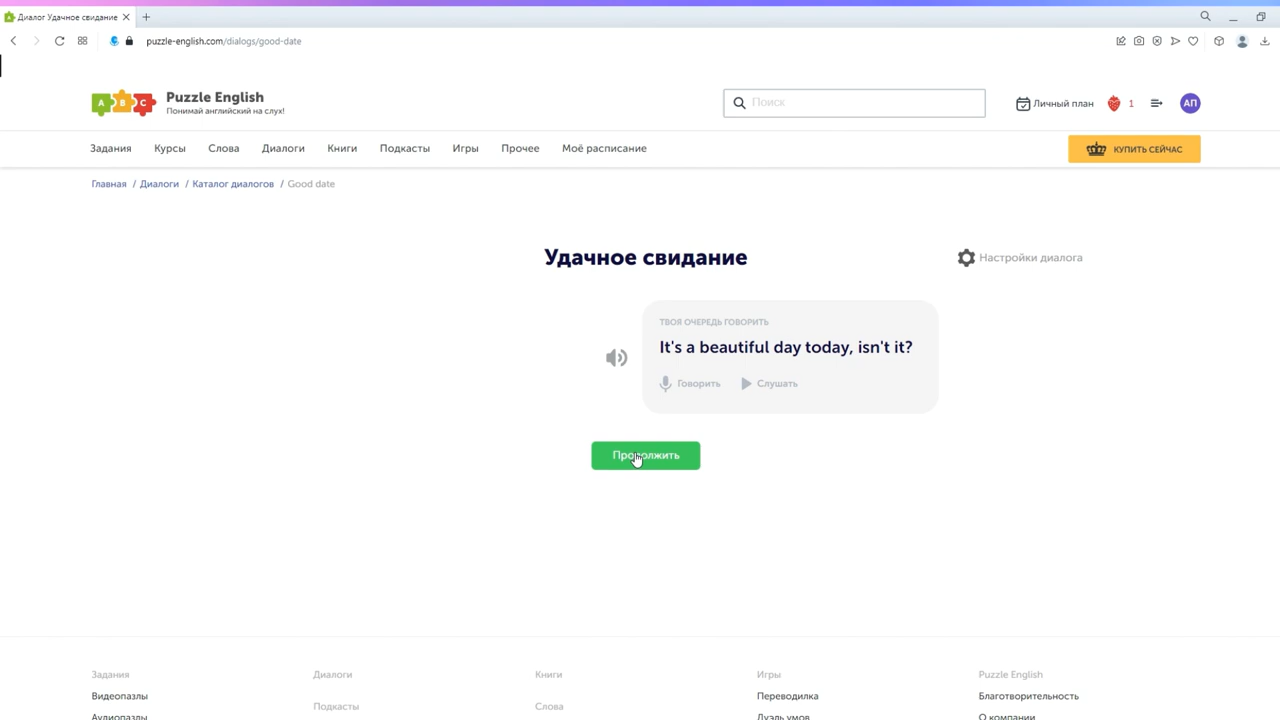 Диалог Удачное свидание
puzzle-english.com/dialogs/good-date
A B C
Puzzle English
Понимай английский на слух!
Поиск
Личный план
1
АП
Задания Курсы Слова Диалоги Книги Подкасты Игры Прочее Моё расписание
КУПИТЬ СЕЙЧАС
Главная / Диалоги / Каталог диалогов / Good date
Удачное свидание
Настройки диалога
ТВОЯ ОЧЕРЕДЬ ГОВОРИТЬ
It's a beautiful day today, isn't it?
Говорить Слушать
Продолжить
Задания Диалоги Книги Игры Puzzle English
Видеопазлы Переводилка Благотворительность
Подкасты Слова
Аудиопазлы Дуэль умов О компании